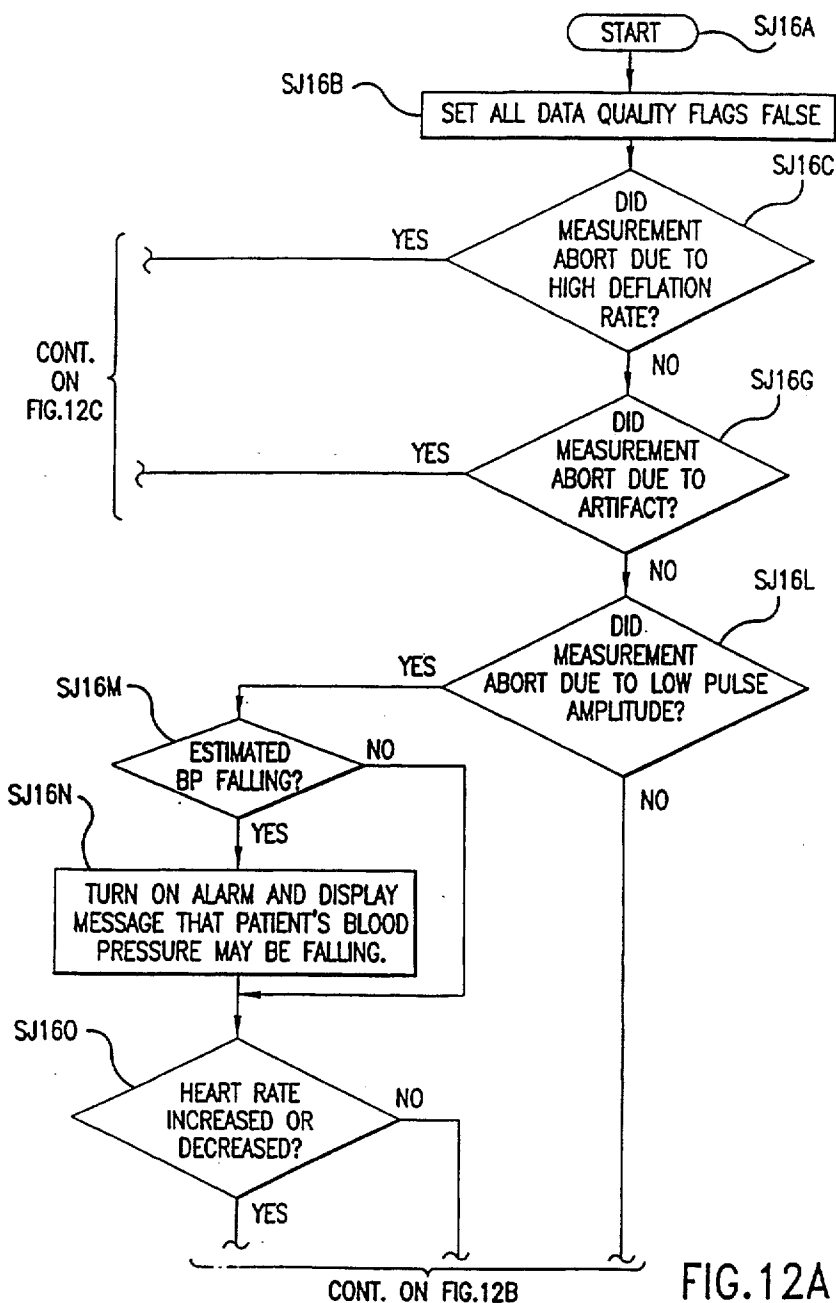 START
SJ16A
SJ16B
SET ALL DATA QUALITY FLAGS FALSE
SJ16C
DID
MEASUREMENT
ABORT DUE TO
HIGH DEFLATION
RATE?
YES
NO
CONT.
ON
FIG.12C
SJ16G
DID
MEASUREMENT
ABORT DUE TO
ARTIFACT?
YES
NO
SJ16L
DID
MEASUREMENT
ABORT DUE TO LOW PULSE
AMPLITUDE?
YES
NO
SJ16M
ESTIMATED
BP FALLING?
NO
YES
SJ16N
TURN ON ALARM AND DISPLAY
MESSAGE THAT PATIENT'S BLOOD
PRESSURE MAY BE FALLING.
SJ16O
HEART RATE
INCREASED OR
DECREASED?
NO
YES
CONT. ON FIG.12B
FIG.12A